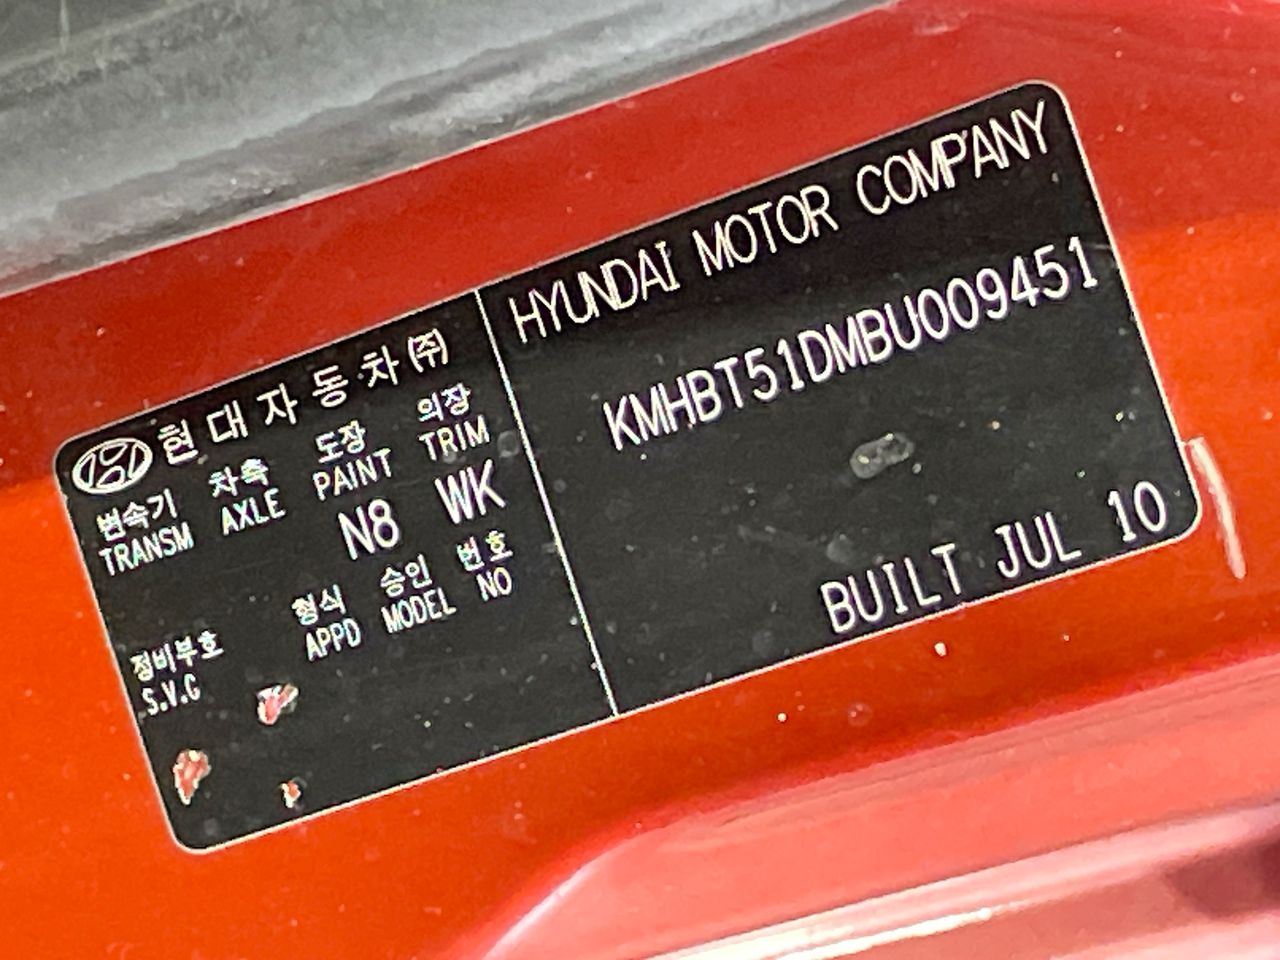 현대자동차(주)
변속기 차축 도장 의장
TRANSM AXLE PAINT TRIM
N8 WK
형식 승인 번호
APPD MODEL NO
정비부호
S.V.G
HYUNDAI MOTOR COMPANY
KMHBT51DMBU009451
BUILT JUL 10